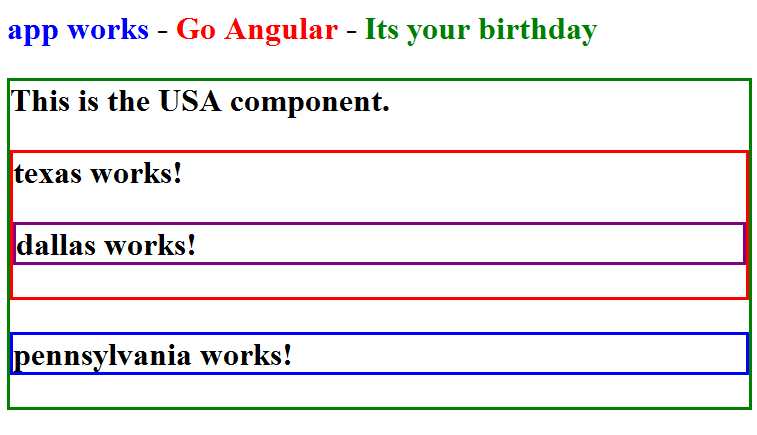 app works - Go Angular - Its your birthday
This is the USA component.
texas works!
dallas works!
pennsylvania works!